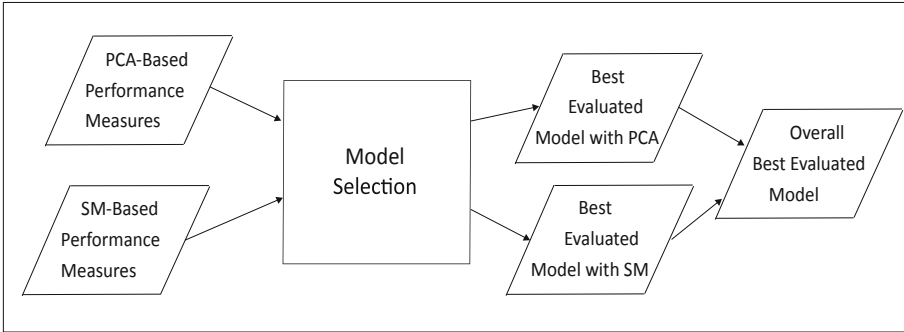 PCA-Based
Performance
Measures
SM-Based
Performance
Measures
Model
Selection
Best
Evaluated
Model with PCA
Best
Evaluated
Model with SM
Overall
Best Evaluated
Model